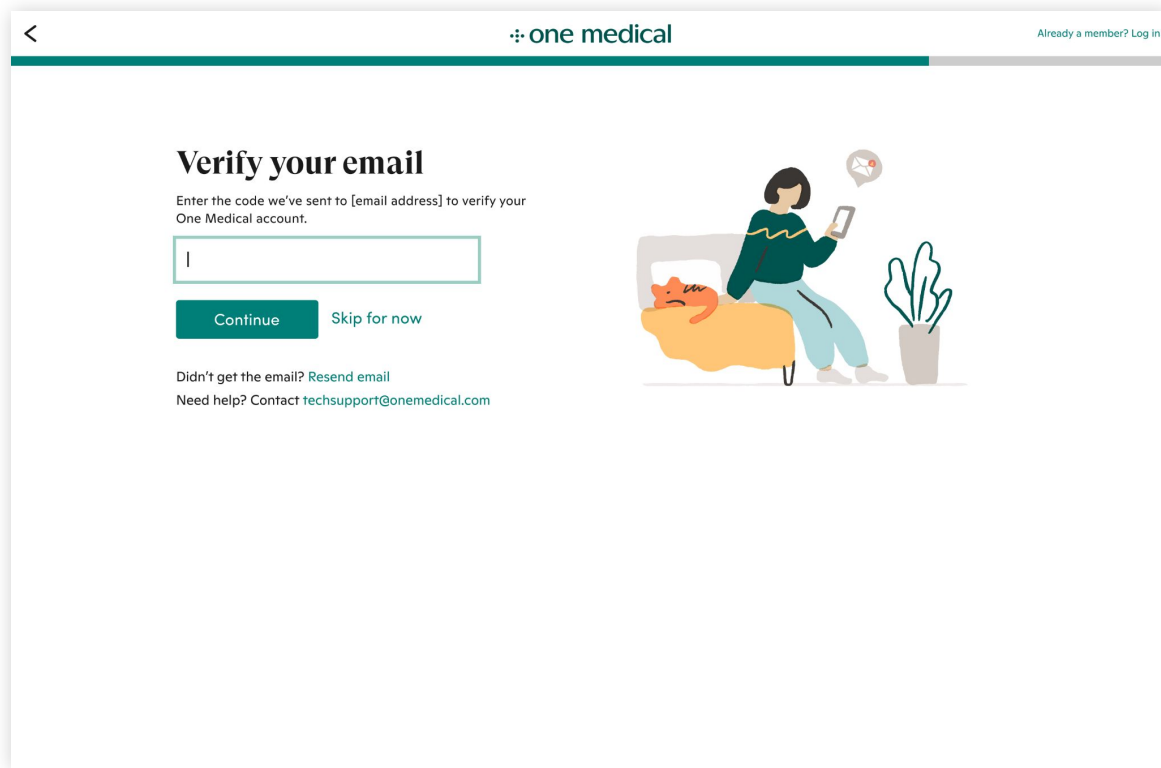 one medical
Already a member? Log in
Verify your email
Enter the code we've sent to [email address] to verify your
One Medical account.
Continue
Skip for now
Didn't get the email? Resend email
Need help? Contact techsupport@onemedical.com